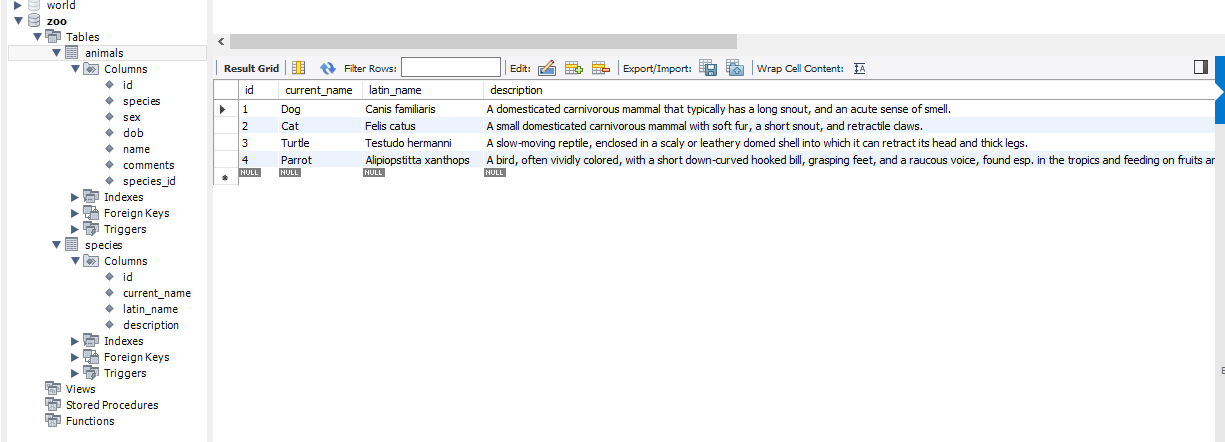 world
zoo
Tables
animals
Columns
id
species
sex
dob
name
comments
species_id
Indexes
Foreign Keys
Triggers
species
Columns
id
current_name
latin_name
description
Indexes
Foreign Keys
Triggers
Views
Stored Procedures
Functions
Result Grid Filter Rows: Edit: Export/Import: Wrap Cell Content:
id current_name latin_name description
1 Dog Canis familiaris A domesticated carnivorous mammal that typically has a long snout, and an acute sense of smell.
2 Cat Felis catus A small domesticated carnivorous mammal with soft fur, a short snout, and retractile claws.
3 Turtle Testudo hermanni A slow-moving reptile, enclosed in a scaly or leathery domed shell into which it can retract its head and thick legs.
4 Parrot Alipiopstitta xanthops A bird, often vividly colored, with a short down-curved hooked bill, grasping feet, and a raucous voice, found esp. in the tropics and feeding on fruits
NULL NULL NULL NULL